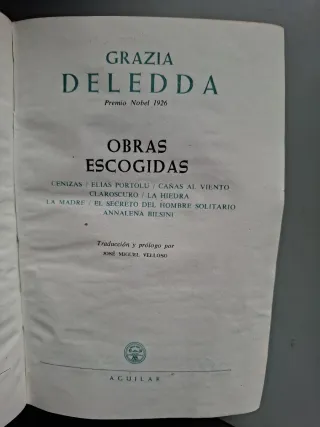 GRAZIA
DELEDDA
Premio Nobel 1926
OBRAS
ESCOGIDAS
CENIZAS / ELIAS PORTOLU / CAÑAS AL VIENTO
CLAROSCURO / LA HIEDRA
LA MADRE / EL SECRETO DEL HOMBRE SOLITARIO
ANNALENA BILSINI
Traducción y prólogo por
JOSÉ MIGUEL VELLOSO
AGUILAR